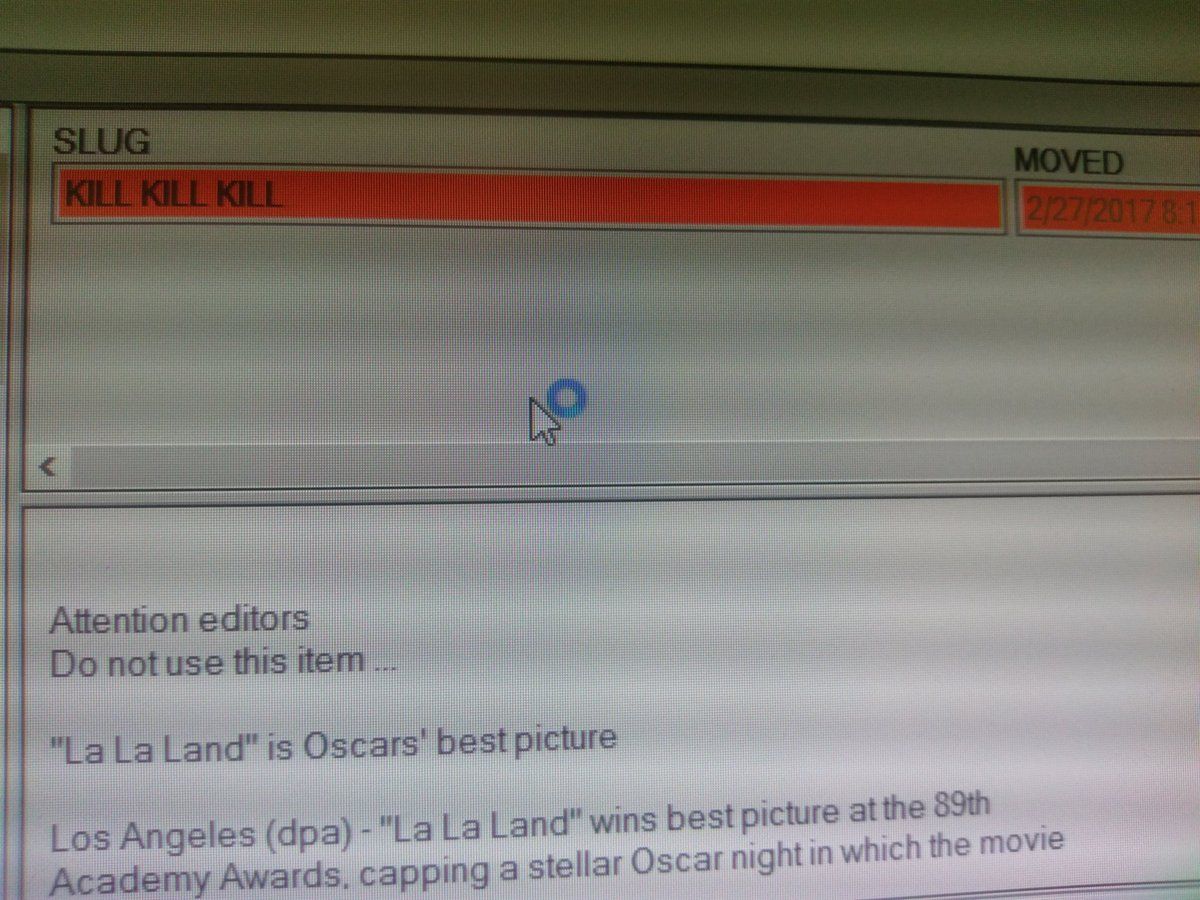 SLUG
MOVED
KILL KILL KILL
2/27/2017 8:1
Attention editors
Do not use this item ...
"La La Land" is Oscars' best picture
Los Angeles (dpa) - "La La Land" wins best picture at the 89th
Academy Awards, capping a stellar Oscar night in which the movie